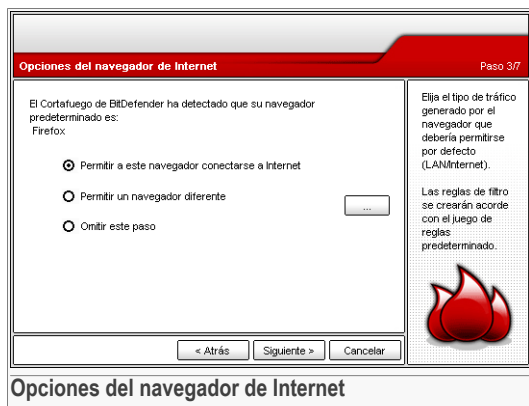 Opciones del navegador de Internet
Paso 3/7
El Cortafuego de BitDefender ha detectado que su navegador
predeterminado es:
Firefox
Permitir a este navegador conectarse a Internet
Permitir un navegador diferente
...
Omitir este paso
Elija el tipo de tráfico
generado por el
navegador que
debería permitirse
por defecto
(LAN/Internet).
Las reglas de filtro
se crearán acorde
con el juego de
reglas
predeterminado.
< Atrás
Siguiente >
Cancelar
Opciones del navegador de Internet